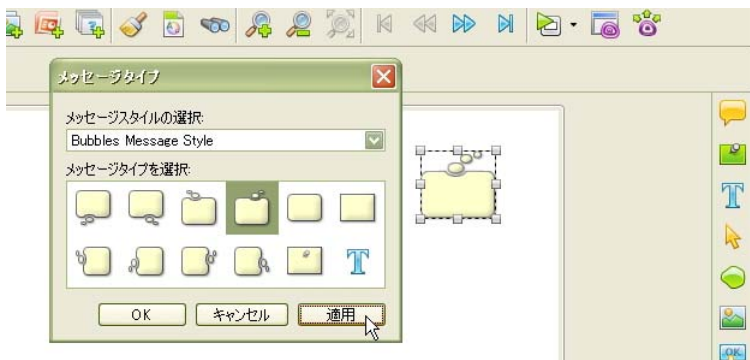 メッセージタイプ
メッセージスタイルの選択:
Bubbles Message Style
メッセージタイプを選択:
T
T
OK
キャンセル
適用
OK